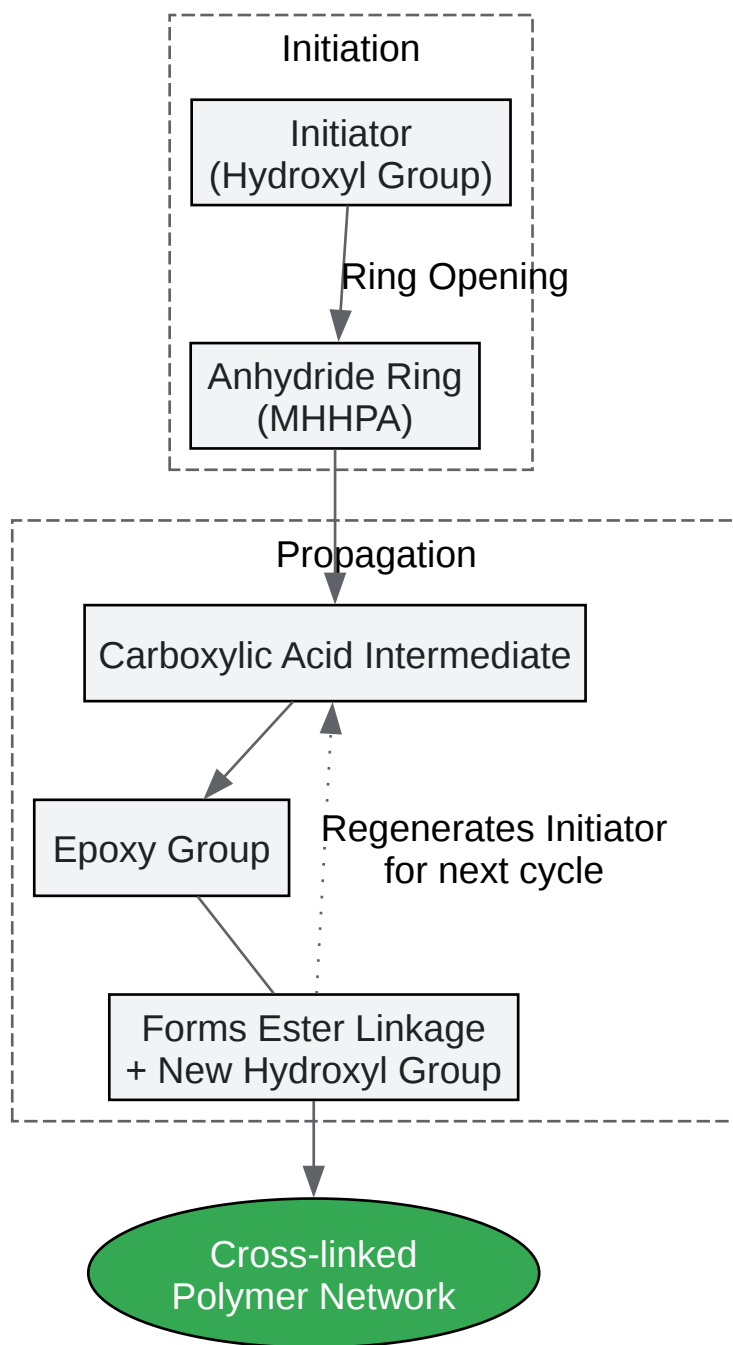 Initiation
Initiator
(Hydroxyl Group)
Ring Opening
Anhydride Ring
(MHHPA)
Propagation
Carboxylic Acid Intermediate
Epoxy Group
Regenerates Initiator
for next cycle
Forms Ester Linkage
+ New Hydroxyl Group
Cross-linked
Polymer Network